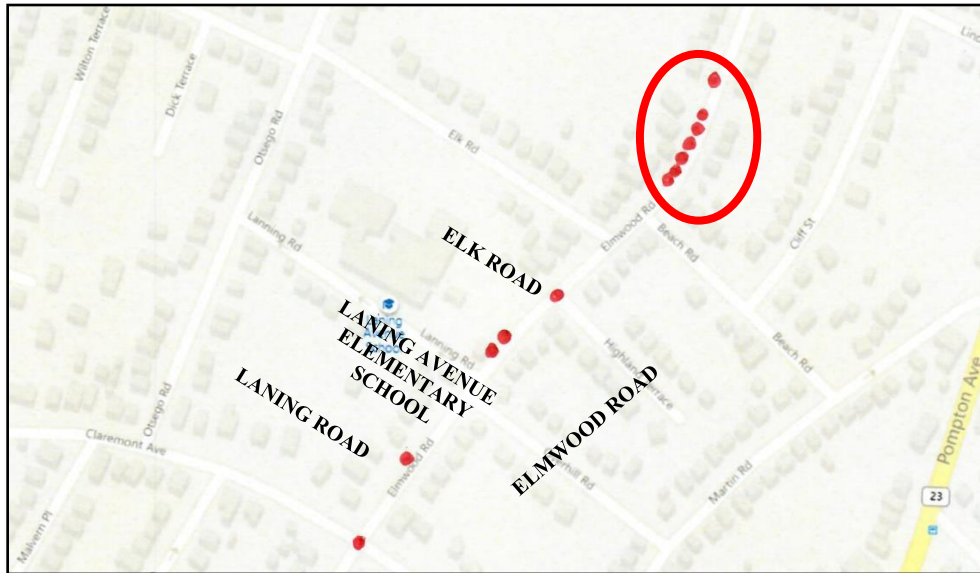 Wilton Terrace
Dick Terrace
Otsego Rd
Elk Rd
Lanning Rd
Elmwood Rd
Beach Rd
Cliff St
ELK ROAD
LANING AVENUE
ELEMENTARY
SCHOOL
Lanning Rd
Highland Terrace
Beach Rd
LANING ROAD
ELMWOOD ROAD
Otsego Rd
Claremont Ave
Elmwood Rd
Martin Rd
Pompton Ave
23
Malvern Pl